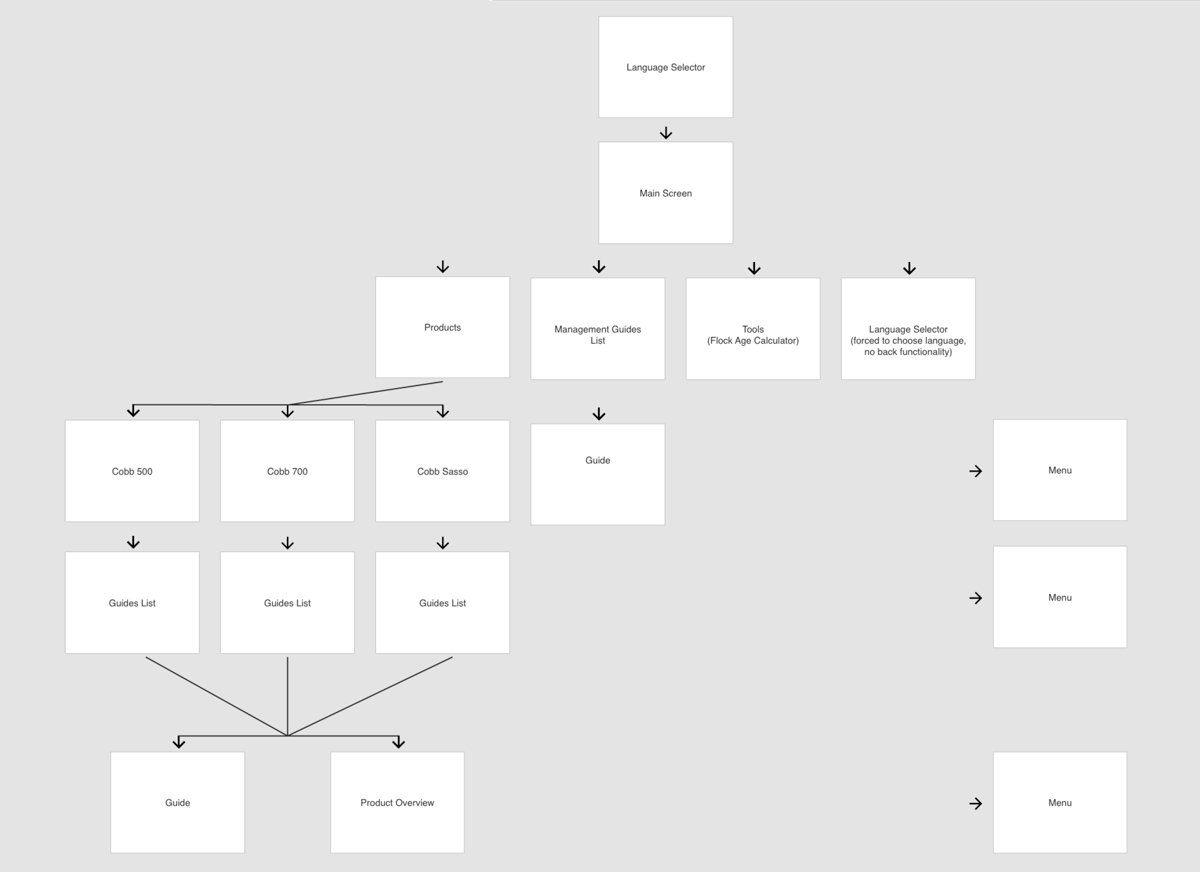 Language Selector
Main Screen
Products
Management Guides
List
Tools
(Flock Age Calculator)
Language Selector
(forced to choose language,
no back functionality)
Cobb 500
Cobb 700
Cobb Sasso
Guide
Menu
Guides List
Guides List
Guides List
Menu
Guide
Product Overview
Menu